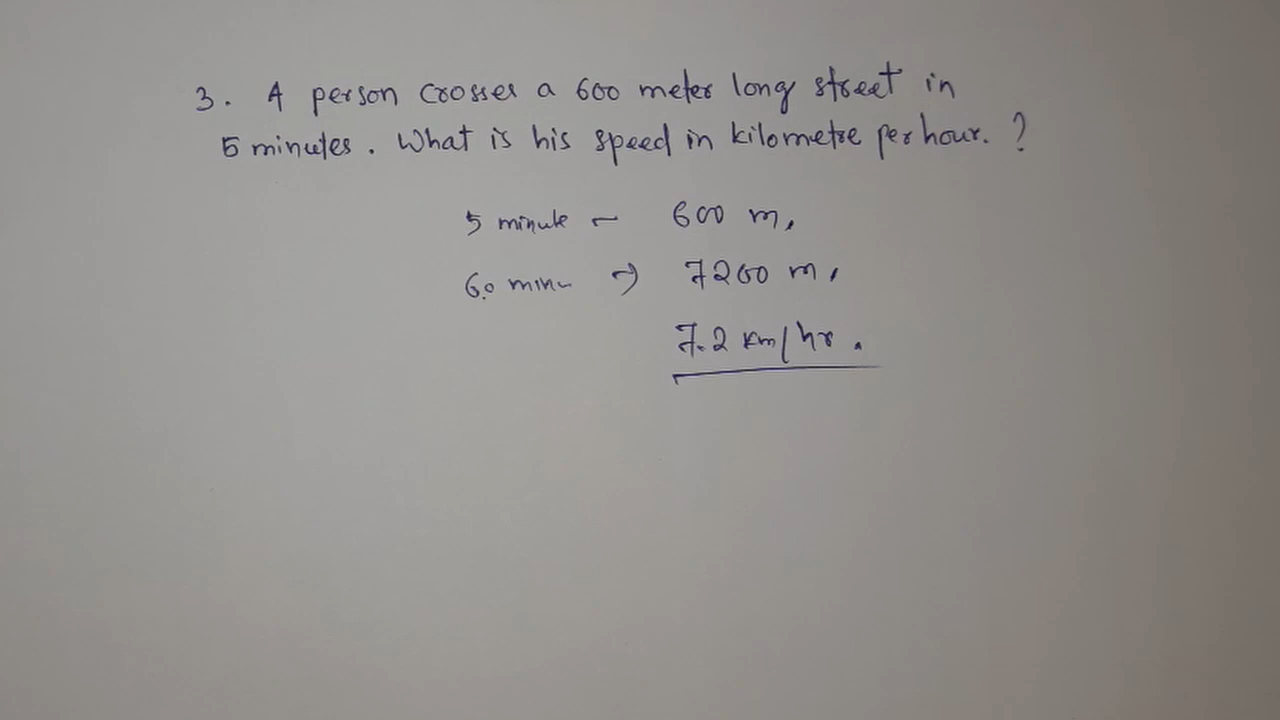 3. A person crosses a 600 meter long street in
5 minutes. What is his speed in kilometre per hour. ?
5 minute – 600 m,
60 minu → 7200 m,
7.2 km/hr.